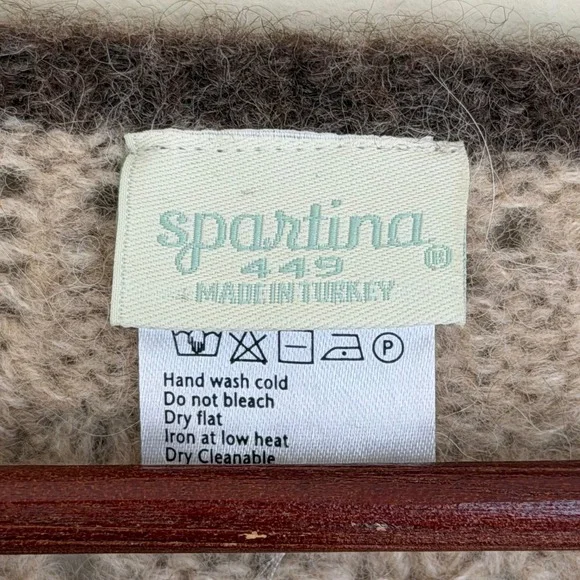 spartina ®
449
MADE IN TURKEY
P
Hand wash cold
Do not bleach
Dry flat
Iron at low heat
Dry Cleanable